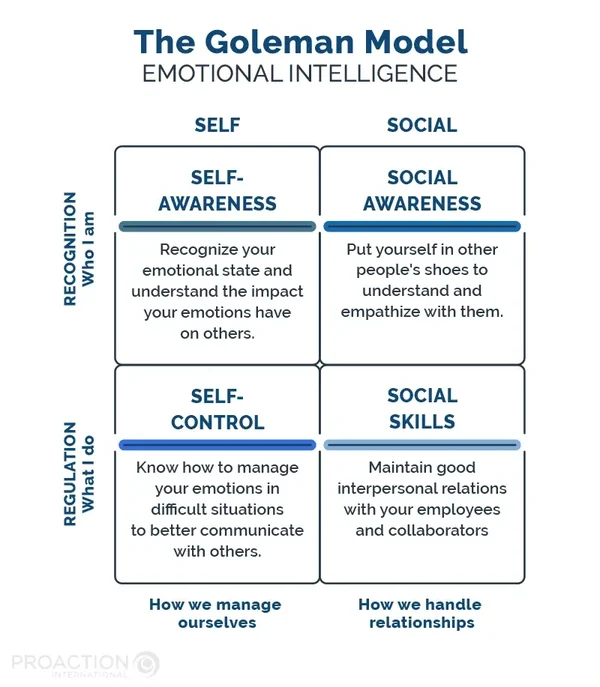 The Goleman Model
EMOTIONAL INTELLIGENCE
SELF
SOCIAL
RECOGNITION
Who I am
SELF-
AWARENESS
Recognize your
emotional state and
understand the impact
your emotions have
on others.
SOCIAL
AWARENESS
Put yourself in other
people's shoes to
understand and
empathize with them.
REGULATION
What I do
SELF-
CONTROL
Know how to manage
your emotions in
difficult situations
to better communicate
with others.
SOCIAL
SKILLS
Maintain good
interpersonal relations
with your employees
and collaborators
How we manage
ourselves
How we handle
relationships
PROACTION
INTERNATIONAL